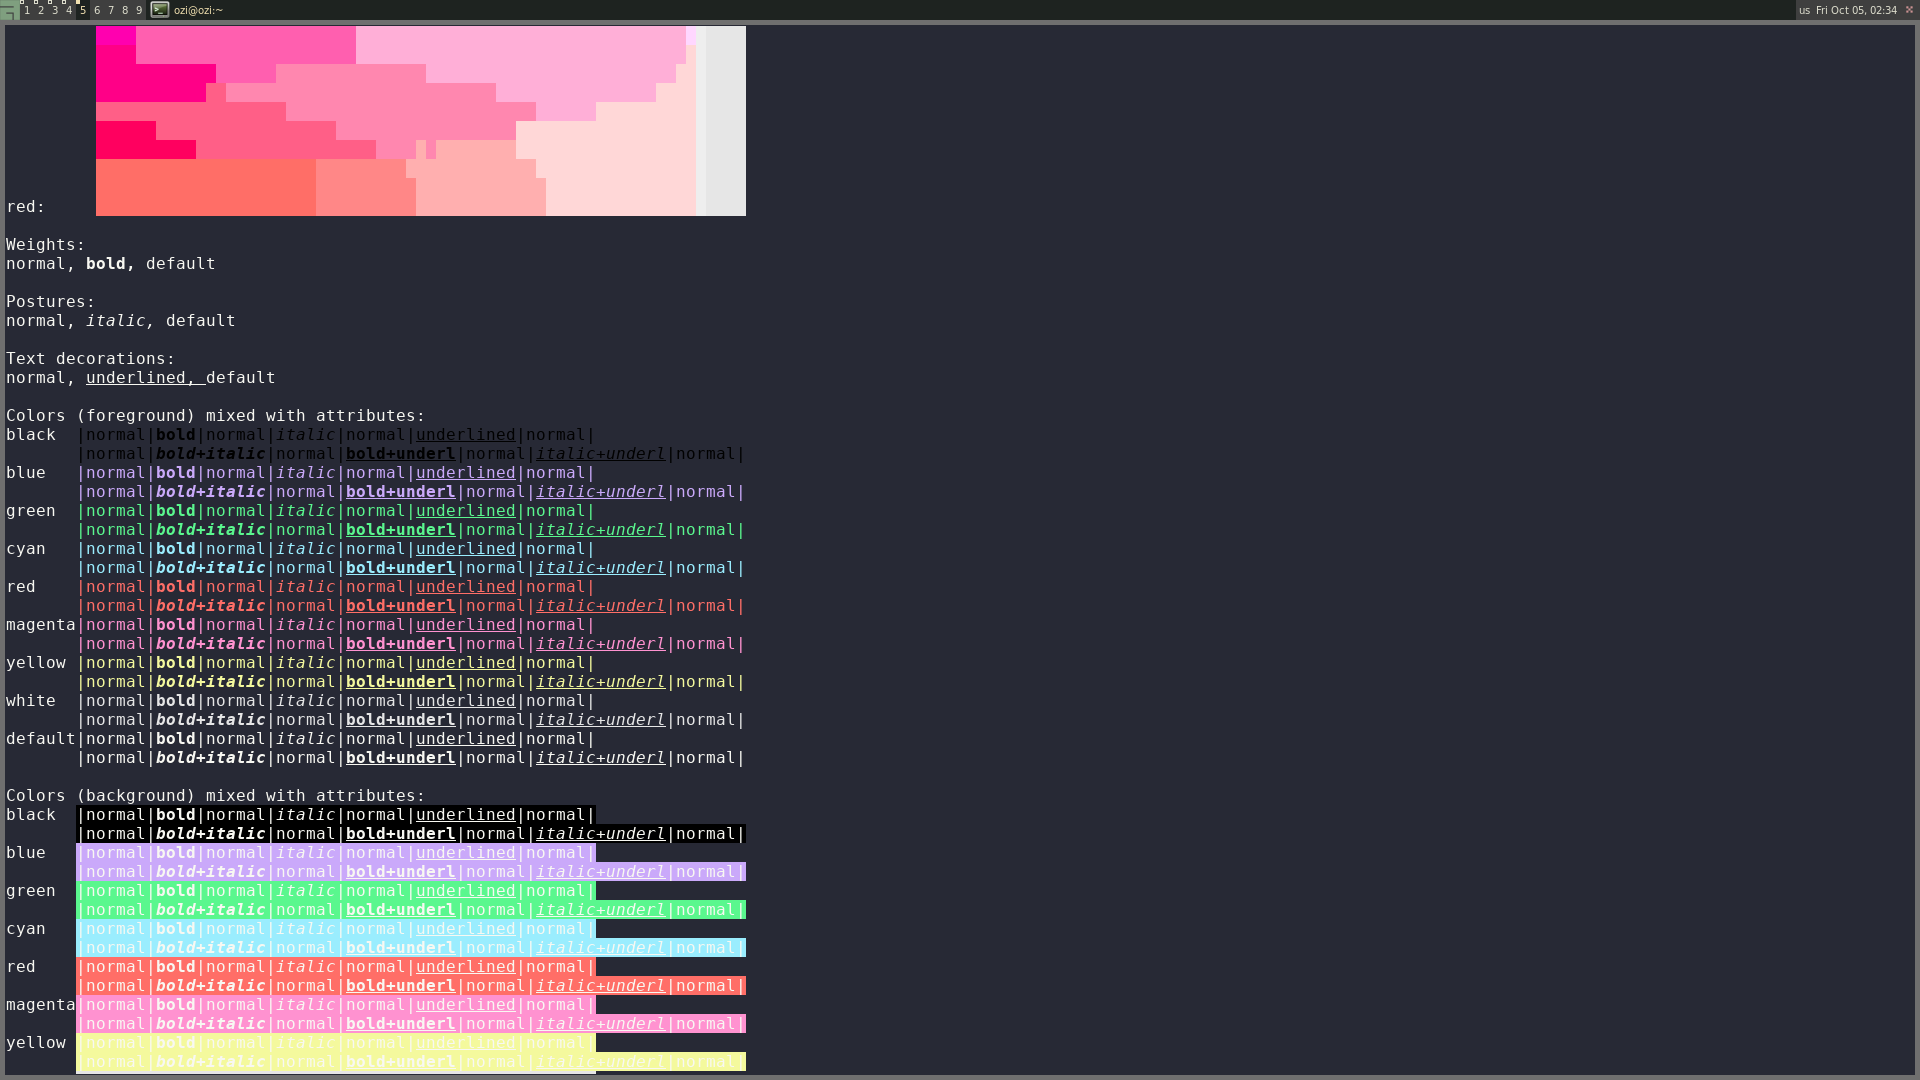 1 2 3 4 5 6 7 8 9 ozi@ozi:~ us Fri Oct 05, 02:34
red:
Weights:
normal, bold, default
Postures:
normal, italic, default
Text decorations:
normal, underlined, default
Colors (foreground) mixed with attributes:
black |normal|bold|normal|italic|normal|underlined|normal|
|normal|bold+italic|normal|bold+underl|normal|italic+underl|normal|
blue |normal|bold|normal|italic|normal|underlined|normal|
|normal|bold+italic|normal|bold+underl|normal|italic+underl|normal|
green |normal|bold|normal|italic|normal|underlined|normal|
|normal|bold+italic|normal|bold+underl|normal|italic+underl|normal|
cyan |normal|bold|normal|italic|normal|underlined|normal|
|normal|bold+italic|normal|bold+underl|normal|italic+underl|normal|
red |normal|bold|normal|italic|normal|underlined|normal|
|normal|bold+italic|normal|bold+underl|normal|italic+underl|normal|
magenta|normal|bold|normal|italic|normal|underlined|normal|
|normal|bold+italic|normal|bold+underl|normal|italic+underl|normal|
yellow |normal|bold|normal|italic|normal|underlined|normal|
|normal|bold+italic|normal|bold+underl|normal|italic+underl|normal|
white |normal|bold|normal|italic|normal|underlined|normal|
|normal|bold+italic|normal|bold+underl|normal|italic+underl|normal|
default|normal|bold|normal|italic|normal|underlined|normal|
|normal|bold+italic|normal|bold+underl|normal|italic+underl|normal|
Colors (background) mixed with attributes:
black |normal|bold|normal|italic|normal|underlined|normal|
|normal|bold+italic|normal|bold+underl|normal|italic+underl|normal|
blue |normal|bold|normal|italic|normal|underlined|normal|
|normal|bold+italic|normal|bold+underl|normal|italic+underl|normal|
green |normal|bold|normal|italic|normal|underlined|normal|
|normal|bold+italic|normal|bold+underl|normal|italic+underl|normal|
cyan |normal|bold|normal|italic|normal|underlined|normal|
|normal|bold+italic|normal|bold+underl|normal|italic+underl|normal|
red |normal|bold|normal|italic|normal|underlined|normal|
|normal|bold+italic|normal|bold+underl|normal|italic+underl|normal|
magenta|normal|bold|normal|italic|normal|underlined|normal|
|normal|bold+italic|normal|bold+underl|normal|italic+underl|normal|
yellow |normal|bold|normal|italic|normal|underlined|normal|
|normal|bold+italic|normal|bold+underl|normal|italic+underl|normal|